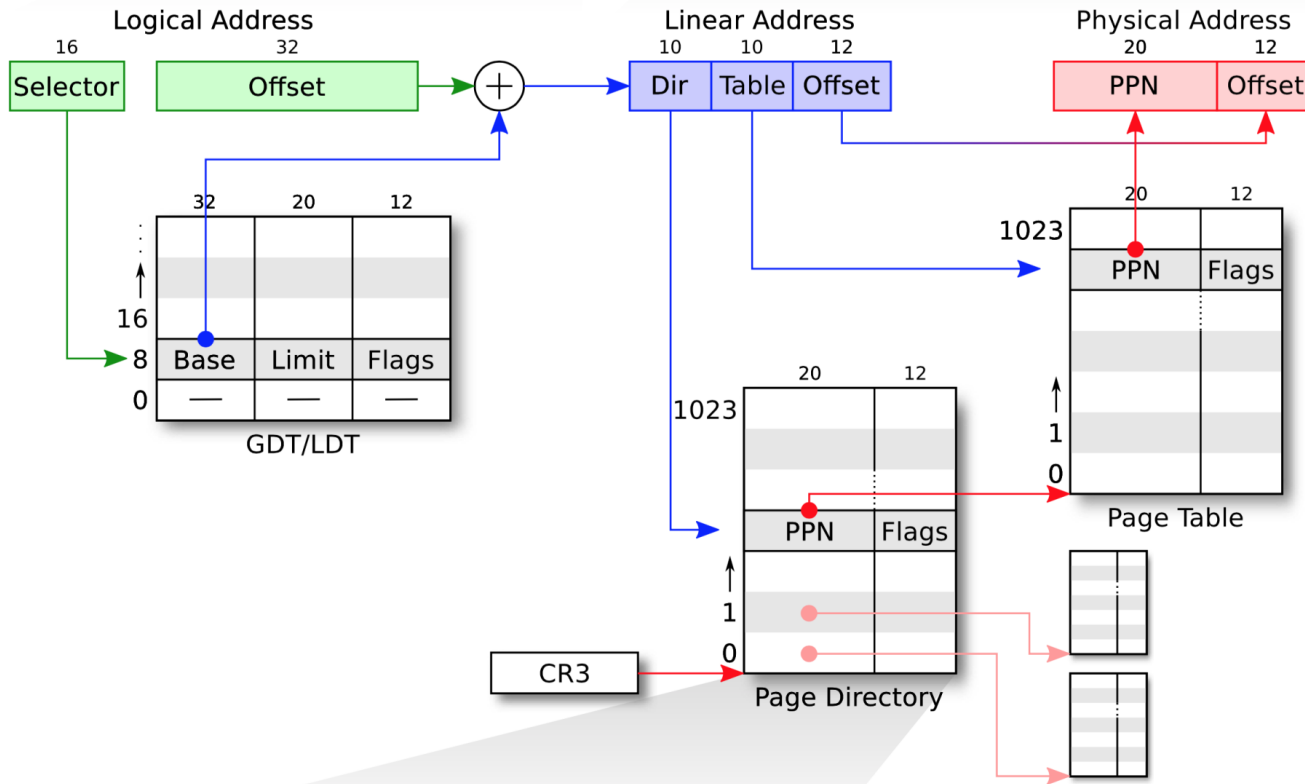 Logical Address Linear Address Physical Address
16 32 10 10 12 20 12
Selector Offset + Dir Table Offset PPN Offset
32 20 12 20 12
1023
PPN Flags
16
8 Base Limit Flags
0 — — —
GDT/LDT
20 12
1023
1
0
Page Table
PPN Flags
1
0
CR3
Page Directory